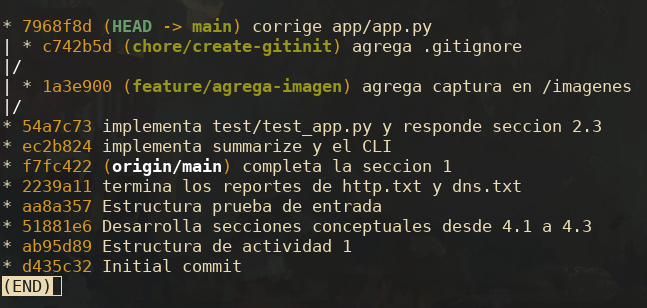 * 7968f8d (HEAD -> main) corrige app/app.py
| * c742b5d (chore/create-gitinit) agrega .gitignore
|/
| * 1a3e900 (feature/agrega-imagen) agrega captura en /imagenes
|/
* 54a7c73 implementa test/test_app.py y responde seccion 2.3
* ec2b824 implementa summarize y el CLI
* f7fc422 (origin/main) completa la seccion 1
* 2239a11 termina los reportes de http.txt y dns.txt
* aa8a357 Estructura prueba de entrada
* 51881e6 Desarrolla secciones conceptuales desde 4.1 a 4.3
* ab95d89 Estructura de actividad 1
* d435c32 Initial commit
(END)